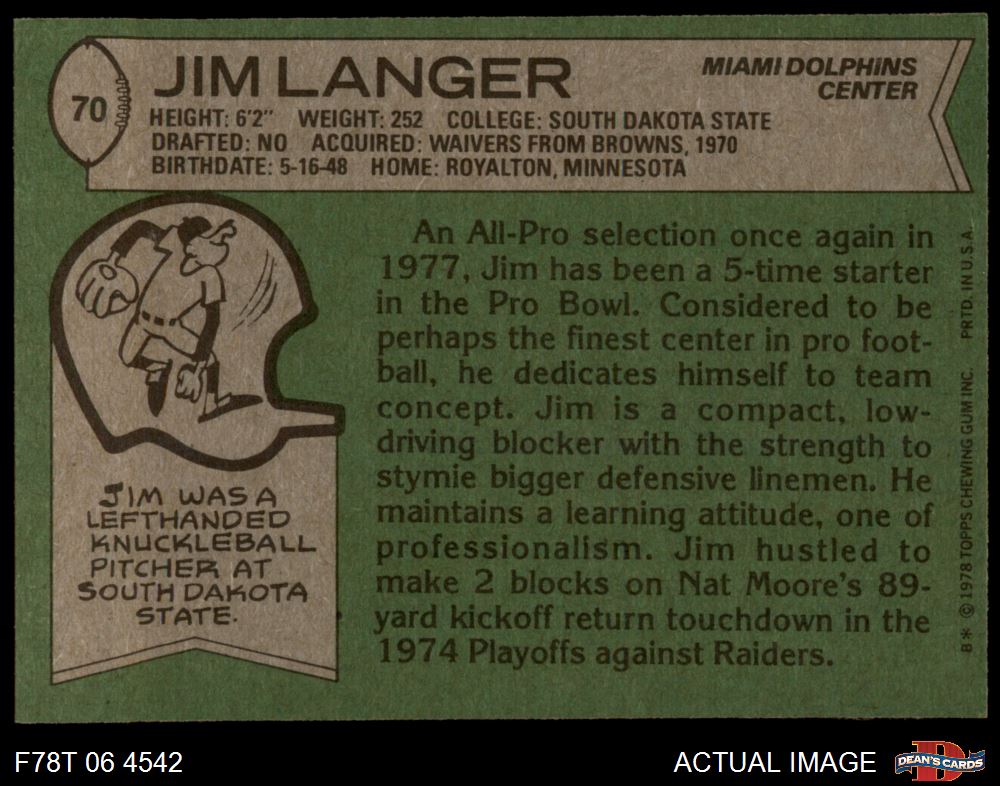 70
JIM LANGER
MIAMI DOLPHINS
CENTER
HEIGHT: 6'2" WEIGHT: 252 COLLEGE: SOUTH DAKOTA STATE
DRAFTED: NO ACQUIRED: WAIVERS FROM BROWNS, 1970
BIRTHDATE: 5-16-48 HOME: ROYALTON, MINNESOTA
JIM WAS A
LEFTHANDED
KNUCKLEBALL
PITCHER AT
SOUTH DAKOTA
STATE.
An All-Pro selection once again in
1977, Jim has been a 5-time starter
in the Pro Bowl. Considered to be
perhaps the finest center in pro foot-
ball, he dedicates himself to team
concept. Jim is a compact, low-
driving blocker with the strength to
stymie bigger defensive linemen. He
maintains a learning attitude, one of
professionalism. Jim hustled to
make 2 blocks on Nat Moore's 89-
yard kickoff return touchdown in the
1974 Playoffs against Raiders.
B* © 1978 TOPPS CHEWING GUM INC. PRTD. IN U.S.A.
F78T 06 4542
ACTUAL IMAGE
D
DEAN'S CARDS